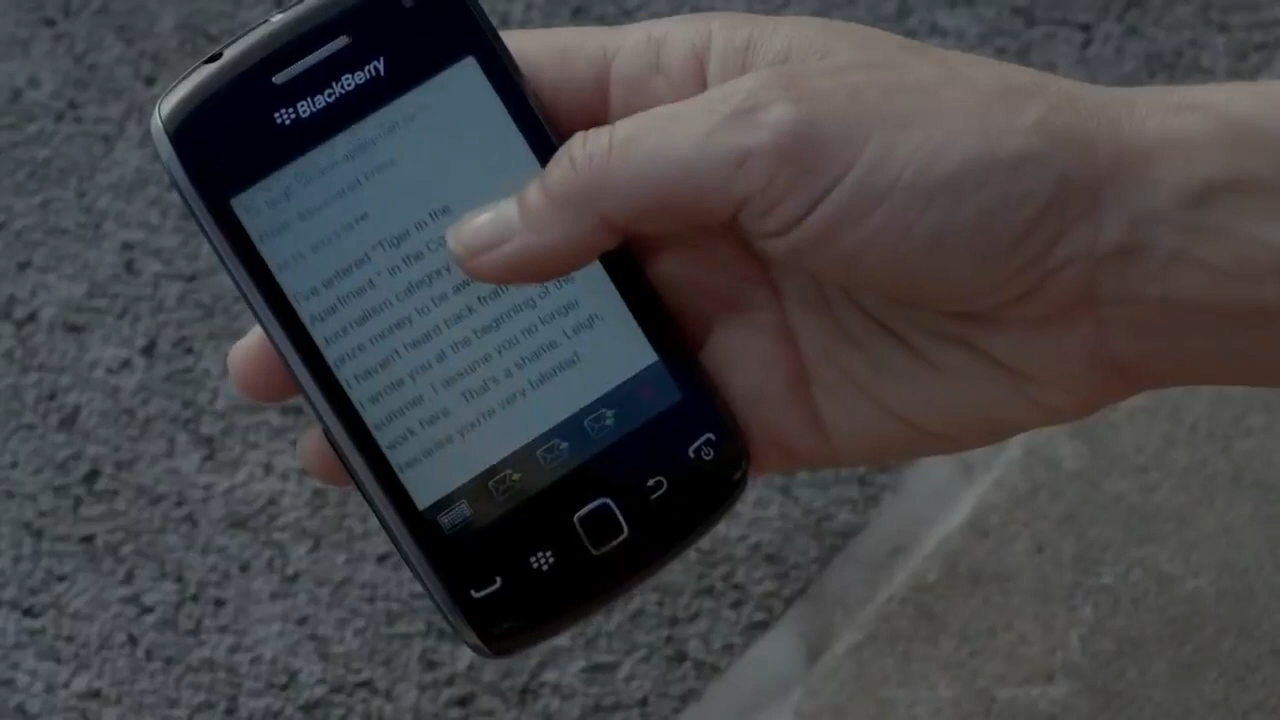 BlackBerry
I've entered "Tiger in the
Apartment," in the
Journalism category
prize money to be
I haven't heard back from
I wrote you at the beginning of the
summer. I assume you no longer
work here. That's a shame, Leigh,
because you're very talented